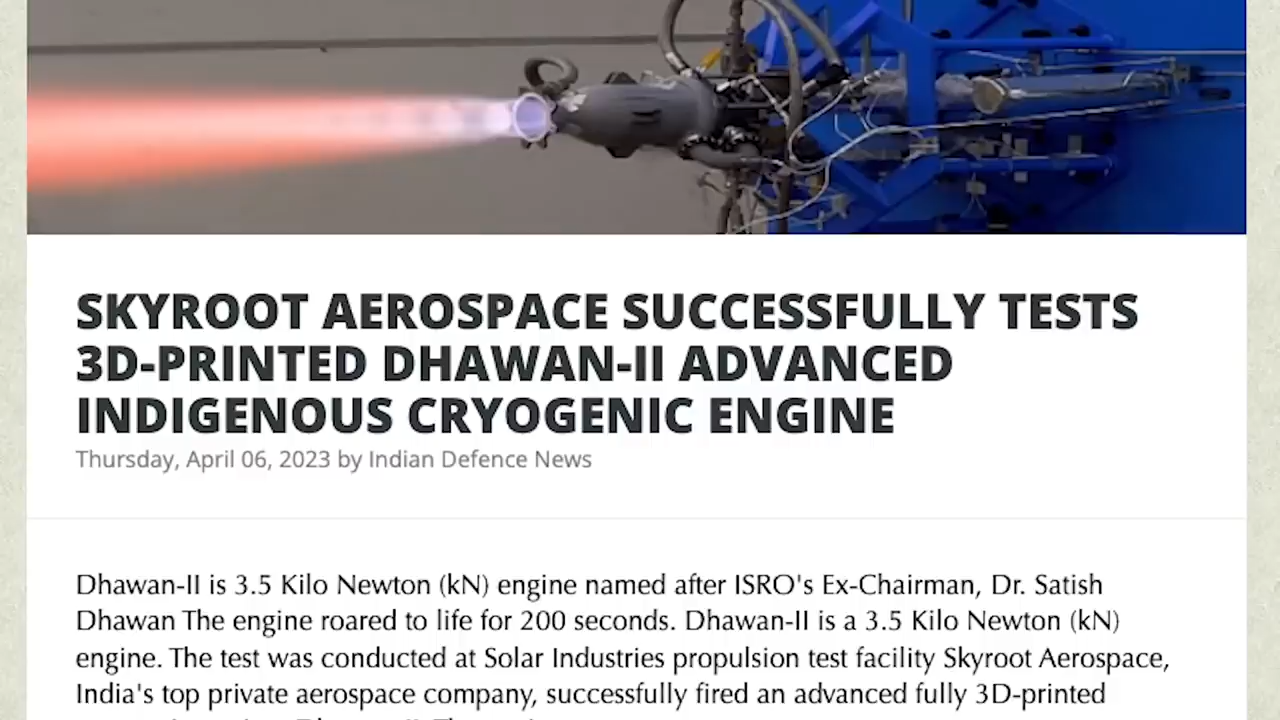 SKYROOT AEROSPACE SUCCESSFULLY TESTS
3D-PRINTED DHAWAN-II ADVANCED
INDIGENOUS CRYOGENIC ENGINE
Thursday, April 06, 2023 by Indian Defence News
Dhawan-II is 3.5 Kilo Newton (kN) engine named after ISRO's Ex-Chairman, Dr. Satish
Dhawan The engine roared to life for 200 seconds. Dhawan-II is a 3.5 Kilo Newton (kN)
engine. The test was conducted at Solar Industries propulsion test facility Skyroot Aerospace,
India's top private aerospace company, successfully fired an advanced fully 3D-printed